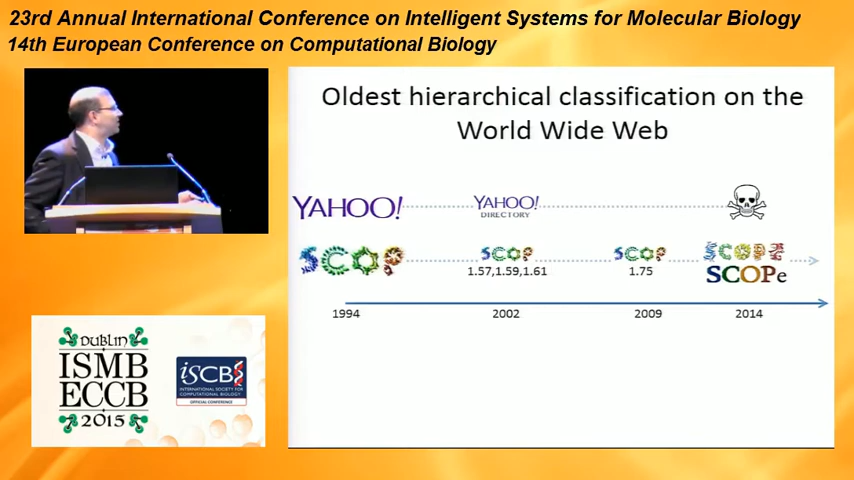 23rd Annual International Conference on Intelligent Systems for Molecular Biology
14th European Conference on Computational Biology
Oldest hierarchical classification on the
World Wide Web
YAHOO!
YAHOO!
DIRECTORY
SCOP
SCOP
1.57,1.59,1.61
SCOP
1.75
SCOP2
SCOPe
1994
2002
2009
2014
DUBLIN
ISMB
ECCB
2015
ISCB
INTERNATIONAL SOCIETY FOR
COMPUTATIONAL BIOLOGY
OFFICIAL CONFERENCE